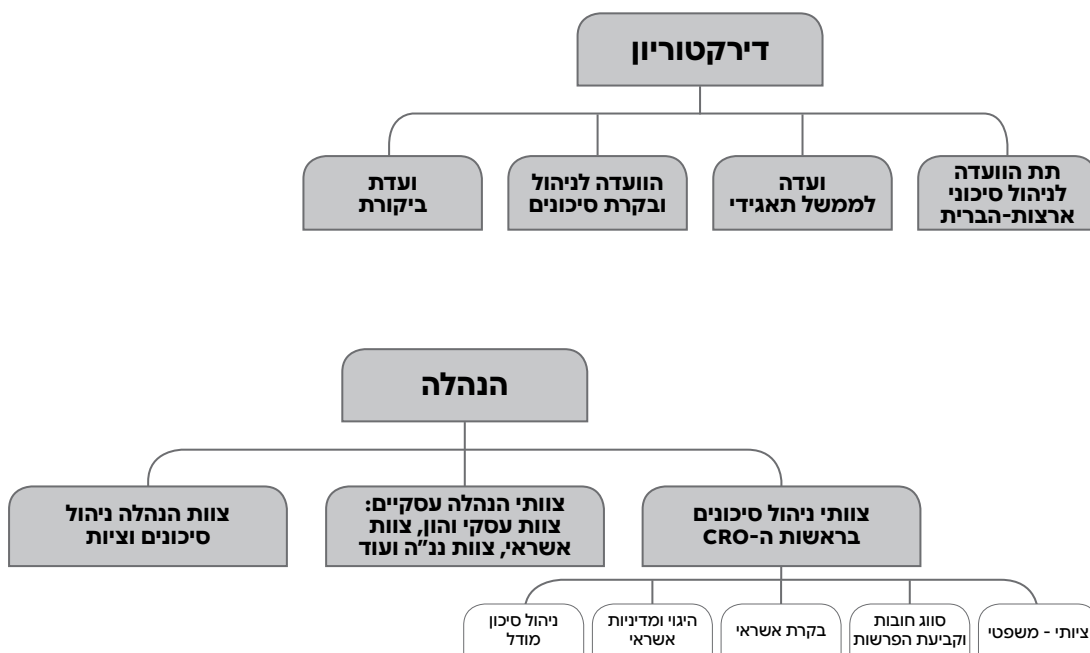 דירקטוריון
תת הוועדה
לניהול סיכוני
ארצות-הברית
ועדה
לממשל תאגידי
הוועדה לניהול
ובקרת סיכונים
ועדת
ביקורת
הנהלה
צוותי ניהול סיכונים
בראשות ה-CRO
צוותי הנהלה עסקיים:
צוות עסקי והון, צוות
אשראי, צוות ננ"ה ועוד
צוות הנהלה ניהול
סיכונים וציות
ציותי - משפטי
סווג חובות
וקביעת הפרשות
בקרת אשראי
היגוי ומדיניות
אשראי
ניהול סיכון
מודל